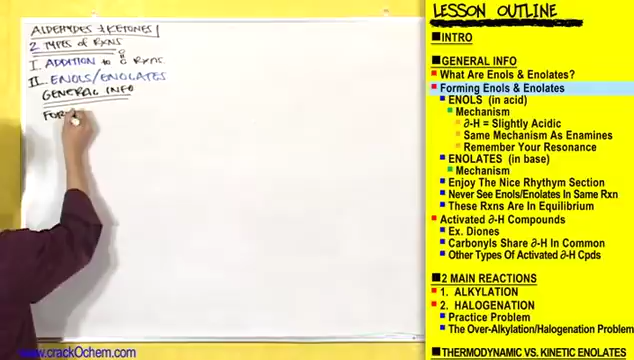 ALDEHYDES & KETONES
2 TYPES OF RXNS
I. ADDITION to C RXNS
II. ENOLS/ENOLATES
GENERAL INFO
FOR
www.crackOchem.com
LESSON OUTLINE
■INTRO
■GENERAL INFO
What Are Enols & Enolates?
Forming Enols & Enolates
ENOLS (in acid)
Mechanism
∂-H = Slightly Acidic
Same Mechanism As Enamines
Remember Your Resonance
ENOLATES (in base)
Mechanism
Enjoy The Nice Rhythym Section
Never See Enols/Enolates In Same Rxn
These Rxns Are In Equilibrium
Activated ∂-H Compounds
Ex. Diones
Carbonyls Share ∂-H In Common
Other Types Of Activated ∂-H Cpds
■2 MAIN REACTIONS
1. ALKYLATION
2. HALOGENATION
Practice Problem
The Over-Alkylation/Halogenation Problem
■THERMODYNAMIC VS. KINETIC ENOLATES